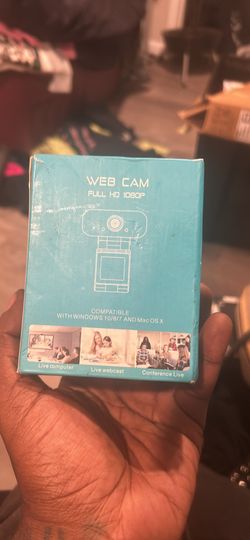 WEB CAM
FULL HD 1080P
COMPATIBLE
WITH WINDOWS 10/8/7 AND Mac OS X
Live computer
Live webcast
Conference Live